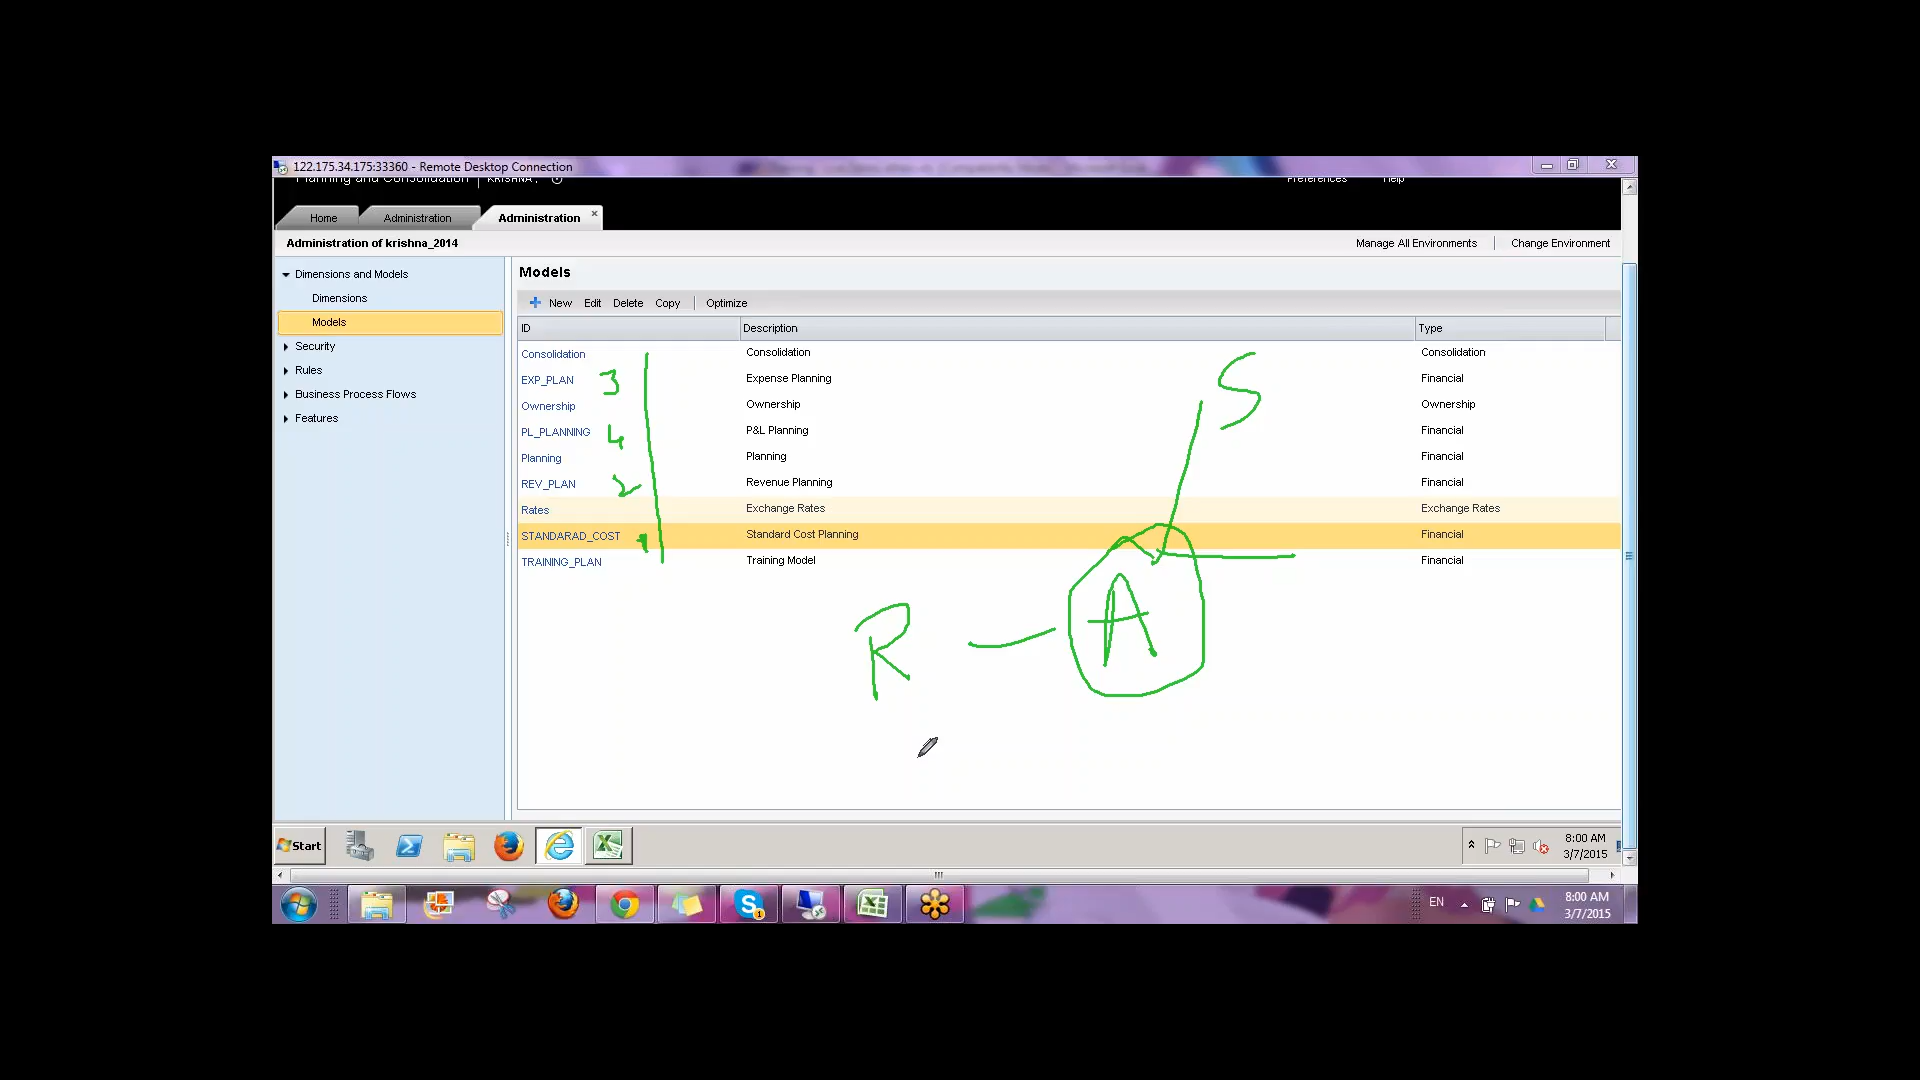 122.175.34.175:33360 - Remote Desktop Connection
Planning and Consolidation | KRISHNA . Preferences Help
Home Administration Administration ×
Administration of krishna_2014 Manage All Environments | Change Environment
Dimensions and Models
Dimensions
Models
Security
Rules
Business Process Flows
Features
Models
New Edit Delete Copy | Optimize
ID Description Type
Consolidation Consolidation Consolidation
EXP_PLAN 3 Expense Planning Financial
Ownership Ownership Ownership
PL_PLANNING 4 P&L Planning Financial
Planning Planning Financial
REV_PLAN 2 Revenue Planning Financial
Rates Exchange Rates Exchange Rates
STANDARAD_COST 1 Standard Cost Planning Financial
TRAINING_PLAN Training Model Financial
S
R A
Start 8:00 AM
3/7/2015
EN 8:00 AM
3/7/2015